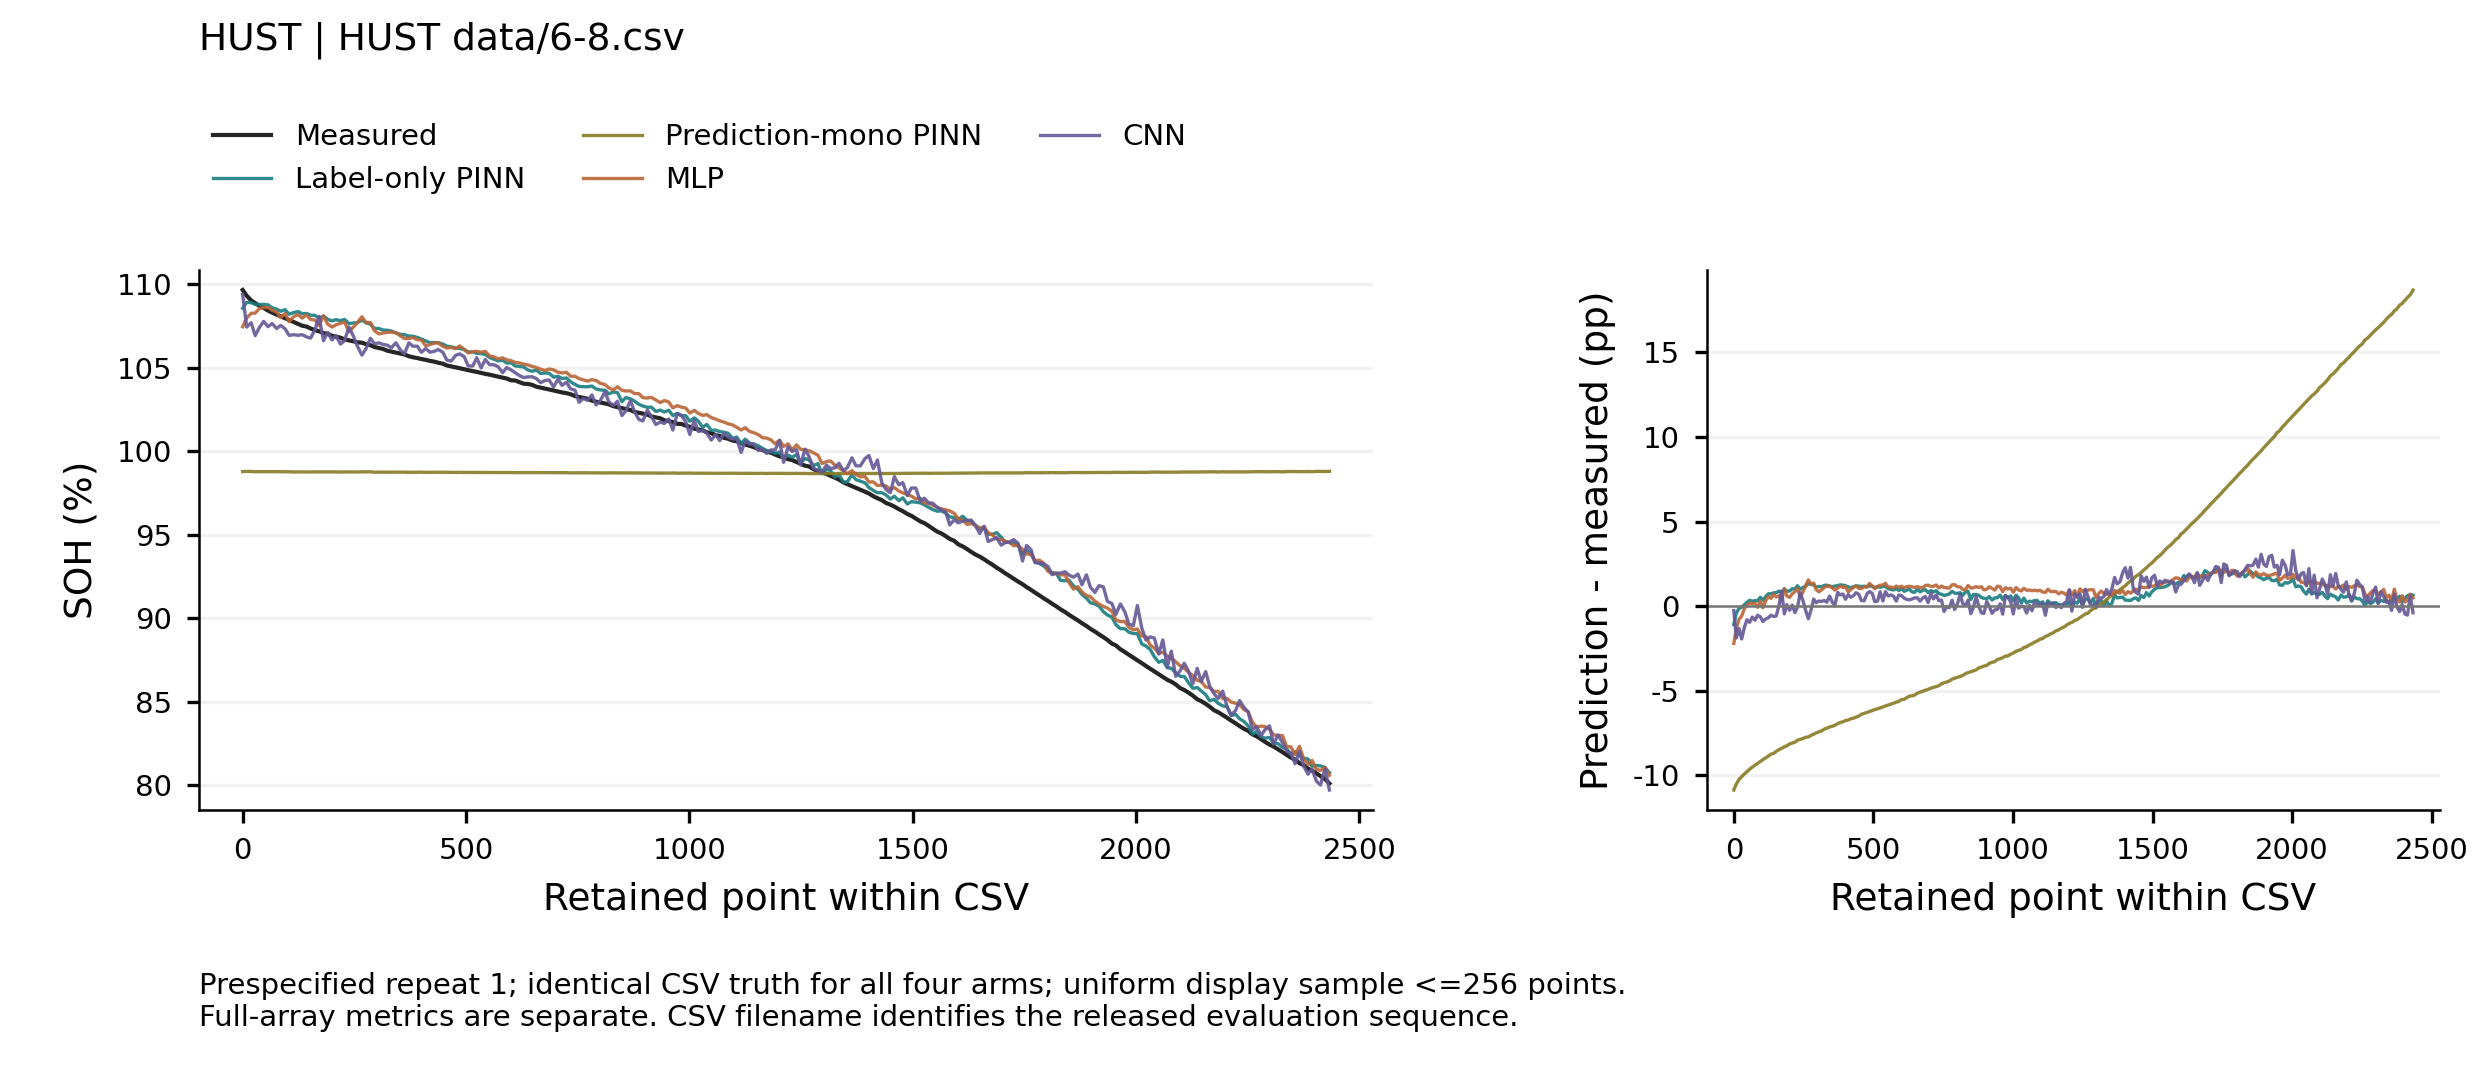 HUST | HUST data/6-8.csv
Measured
Label-only PINN
Prediction-mono PINN
MLP
CNN
SOH (%)
110
105
100
95
90
85
80
0
500
1000
1500
2000
2500
Retained point within CSV
Prediction - measured (pp)
15
10
5
0
-5
-10
0
500
1000
1500
2000
2500
Retained point within CSV
Prespecified repeat 1; identical CSV truth for all four arms; uniform display sample <=256 points.
Full-array metrics are separate. CSV filename identifies the released evaluation sequence.